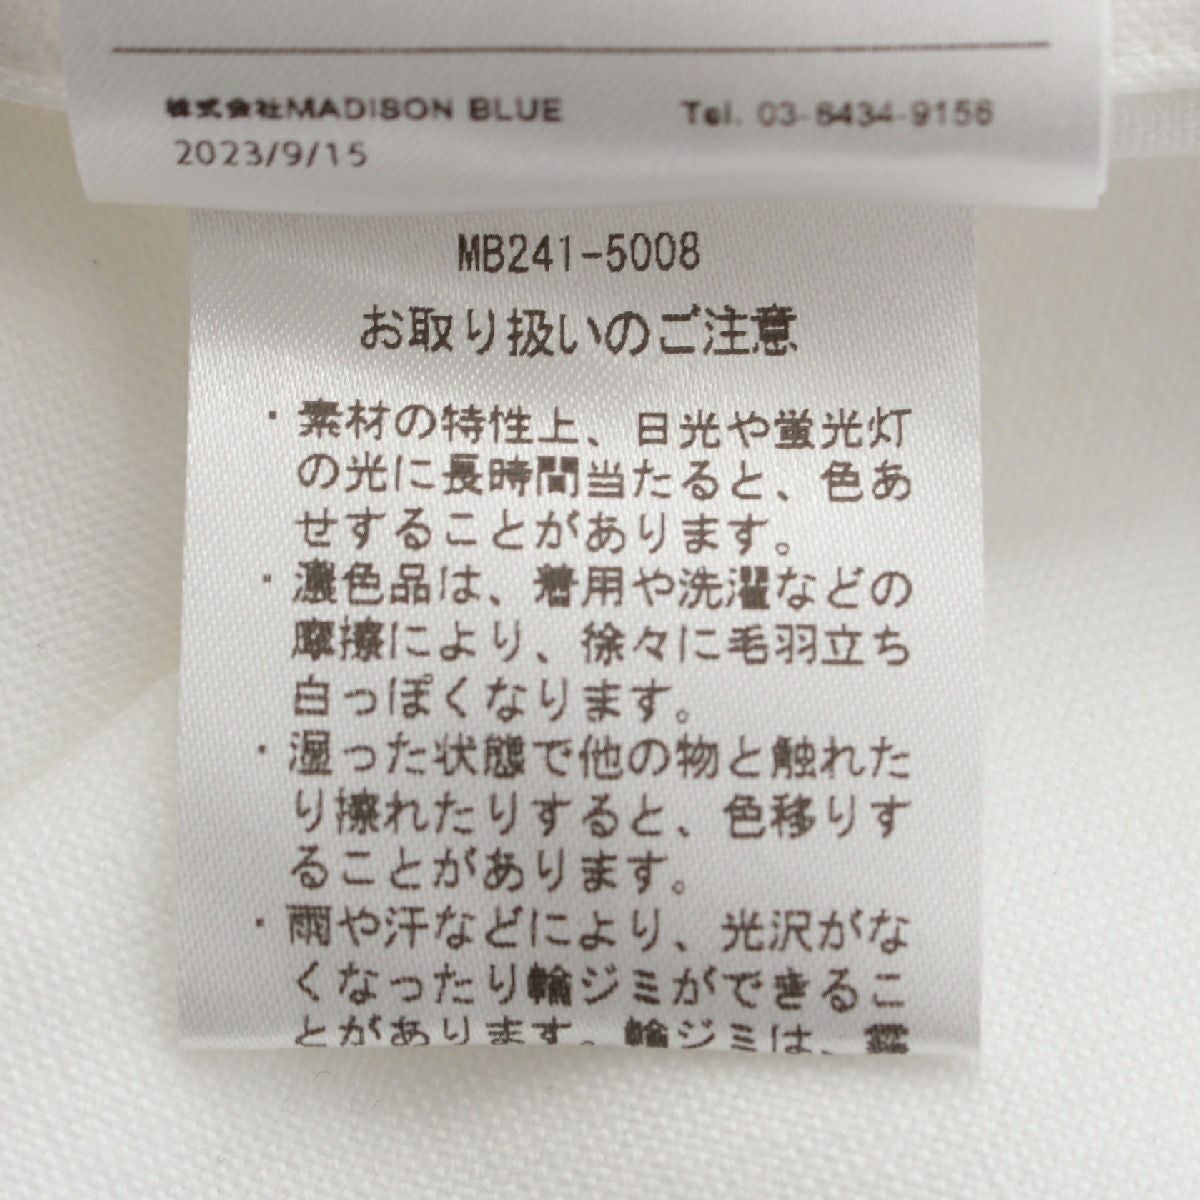 株式会社MADISON BLUE Tel. 03-6434-9156
2023/9/15
MB241-5008
お取り扱いのご注意
・素材の特性上、日光や蛍光灯
の光に長時間当たると、色あ
せすることがあります。
・濃色品は、着用や洗濯などの
摩擦により、徐々に毛羽立ち
白っぽくなります。
・湿った状態で他の物と触れた
り擦れたりすると、色移りす
ることがあります。
・雨や汗などにより、光沢がな
くなったり輪ジミができるこ
とがあります。輪ジミは、霧